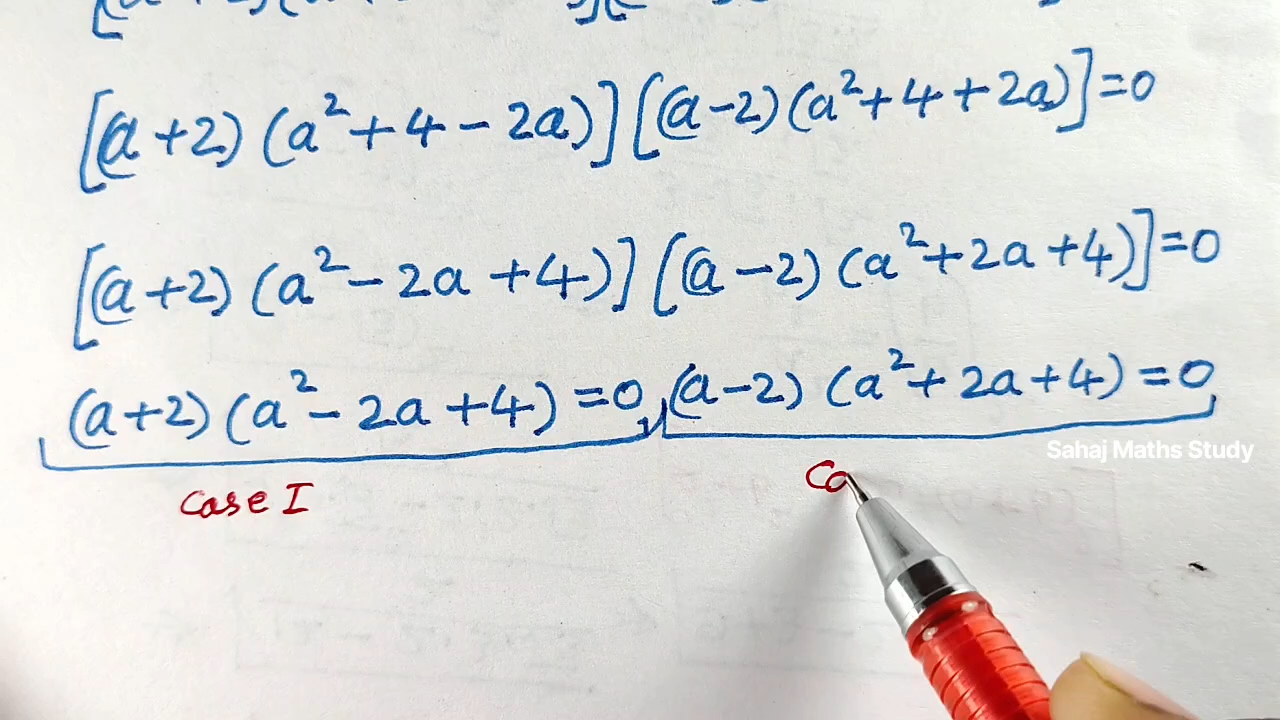 [(a+2)(a²+4-2a)][(a-2)(a²+4+2a)]=0
[(a+2)(a²-2a+4)][(a-2)(a²+2a+4)]=0
(a+2)(a²-2a+4)=0, (a-2)(a²+2a+4)=0
Sahaj Maths Study
Case I
Ca